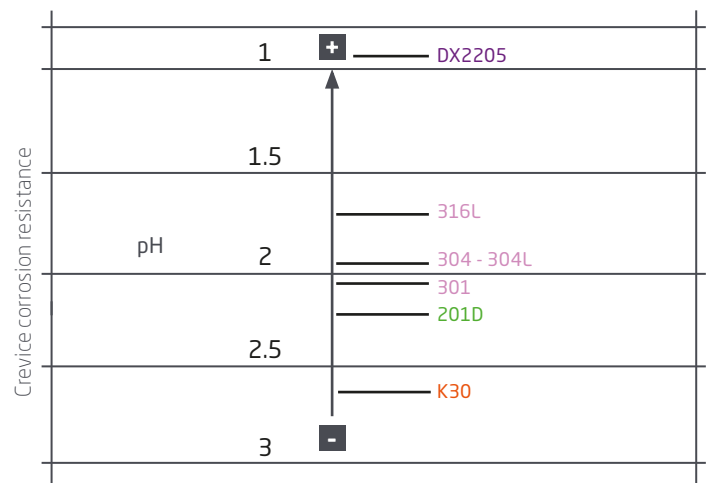 Crevice corrosion resistance
pH
1
1.5
2
2.5
3
+
DX2205
316L
304 - 304L
301
201D
K30
-